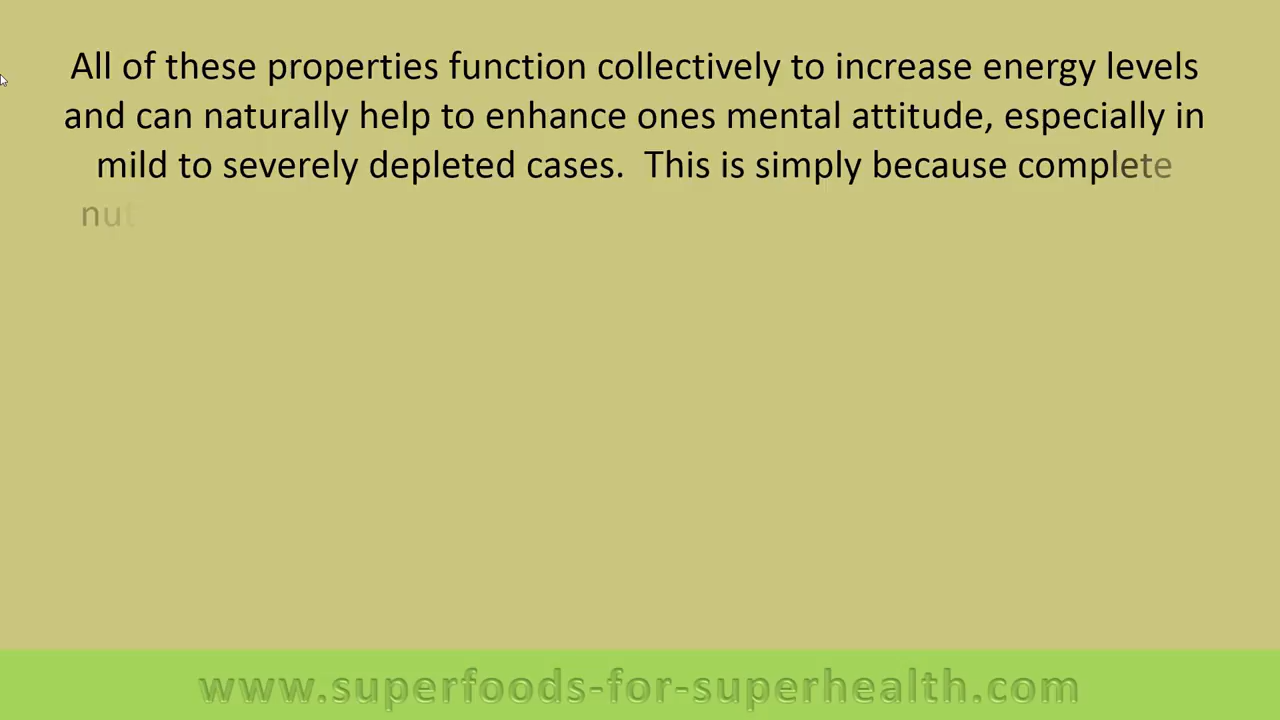 All of these properties function collectively to increase energy levels
and can naturally help to enhance ones mental attitude, especially in
mild to severely depleted cases.  This is simply because complete
www.superfoods-for-superhealth.com